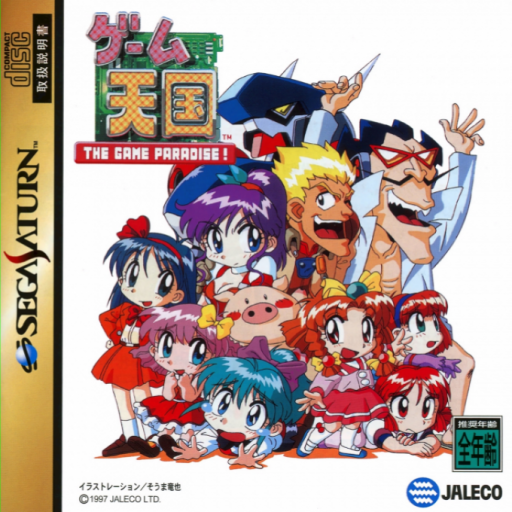 COMPACT
disc
取扱説明書
SEGASATURN™
ゲーム
天国
TM
THE GAME PARADISE!
イラストレーション/そうま竜也
©1997 JALECO LTD.
推奨年齢
全年齢
JALECO